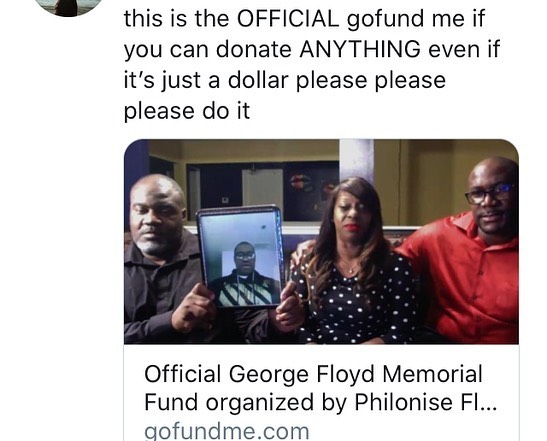 this is the OFFICIAL gofund me if
you can donate ANYTHING even if
it's just a dollar please please
please do it
Official George Floyd Memorial
Fund organized by Philonise Fl...
gofundme.com